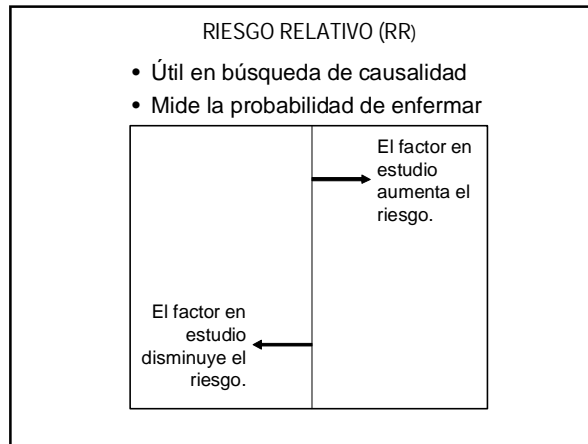 RIESGO RELATIVO (RR)
• Útil en búsqueda de causalidad
• Mide la probabilidad de enfermar
El factor en
estudio
aumenta el
riesgo.
El factor en
estudio
disminuye el
riesgo.